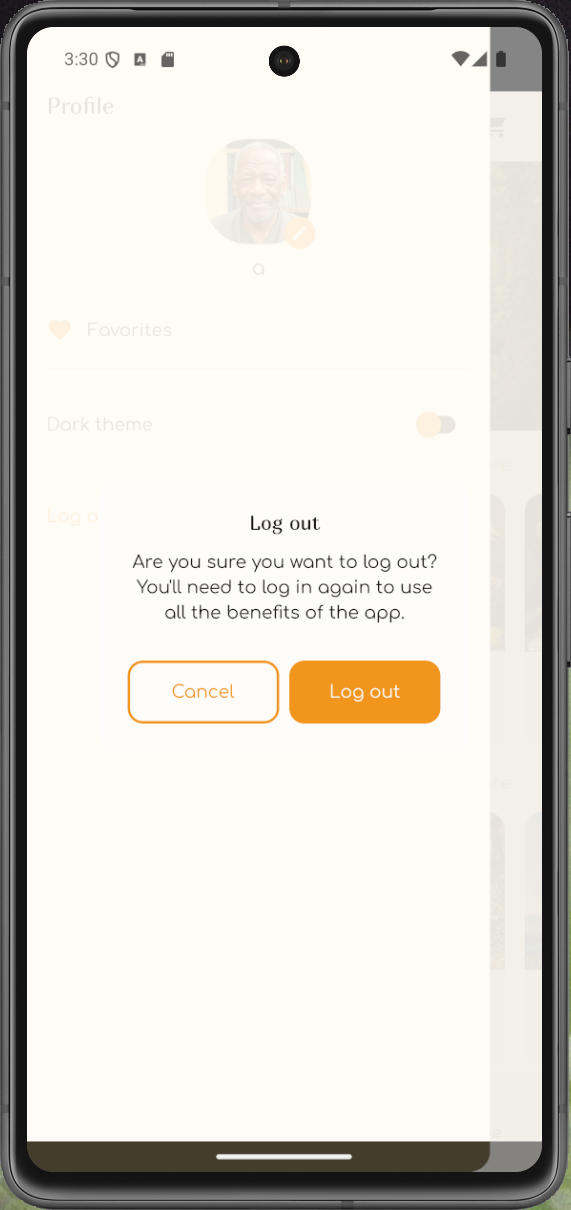 3:30
Profile
a
Favorites
Dark theme
Log o
Log out
Are you sure you want to log out?
You'll need to log in again to use
all the benefits of the app.
Cancel
Log out